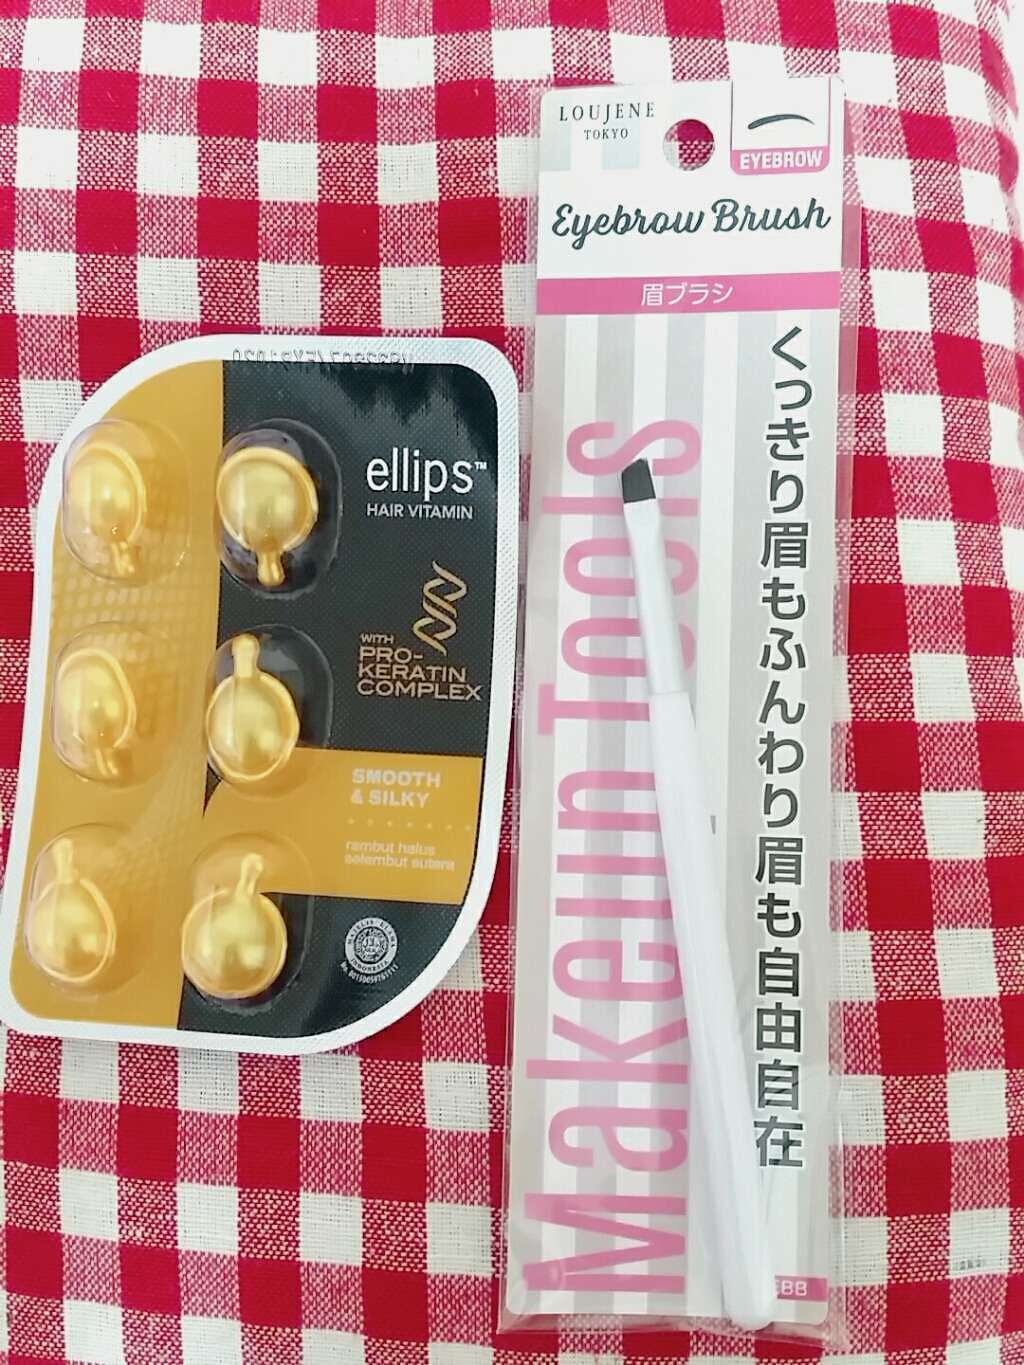 ellips™
HAIR VITAMIN
WITH
PRO-
KERATIN
COMPLEX
SMOOTH
& SILKY
rambut halus
selembut sutera
LOUJENE
TOKYO
EYEBROW
Eyebrow Brush
眉ブラシ
くっきり眉もふんわり眉も自由自在
Makeup Tools
EBB